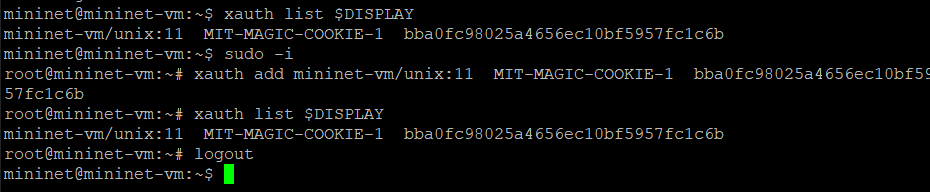 mininet@mininet-vm:~$ xauth list $DISPLAY
mininet-vm/unix:11  MIT-MAGIC-COOKIE-1  bba0fc98025a4656ec10bf5957fc1c6b
mininet@mininet-vm:~$ sudo -i
root@mininet-vm:~# xauth add mininet-vm/unix:11  MIT-MAGIC-COOKIE-1  bba0fc98025a4656ec10bf59
57fc1c6b
root@mininet-vm:~# xauth list $DISPLAY
mininet-vm/unix:11  MIT-MAGIC-COOKIE-1  bba0fc98025a4656ec10bf5957fc1c6b
root@mininet-vm:~# logout
mininet@mininet-vm:~$